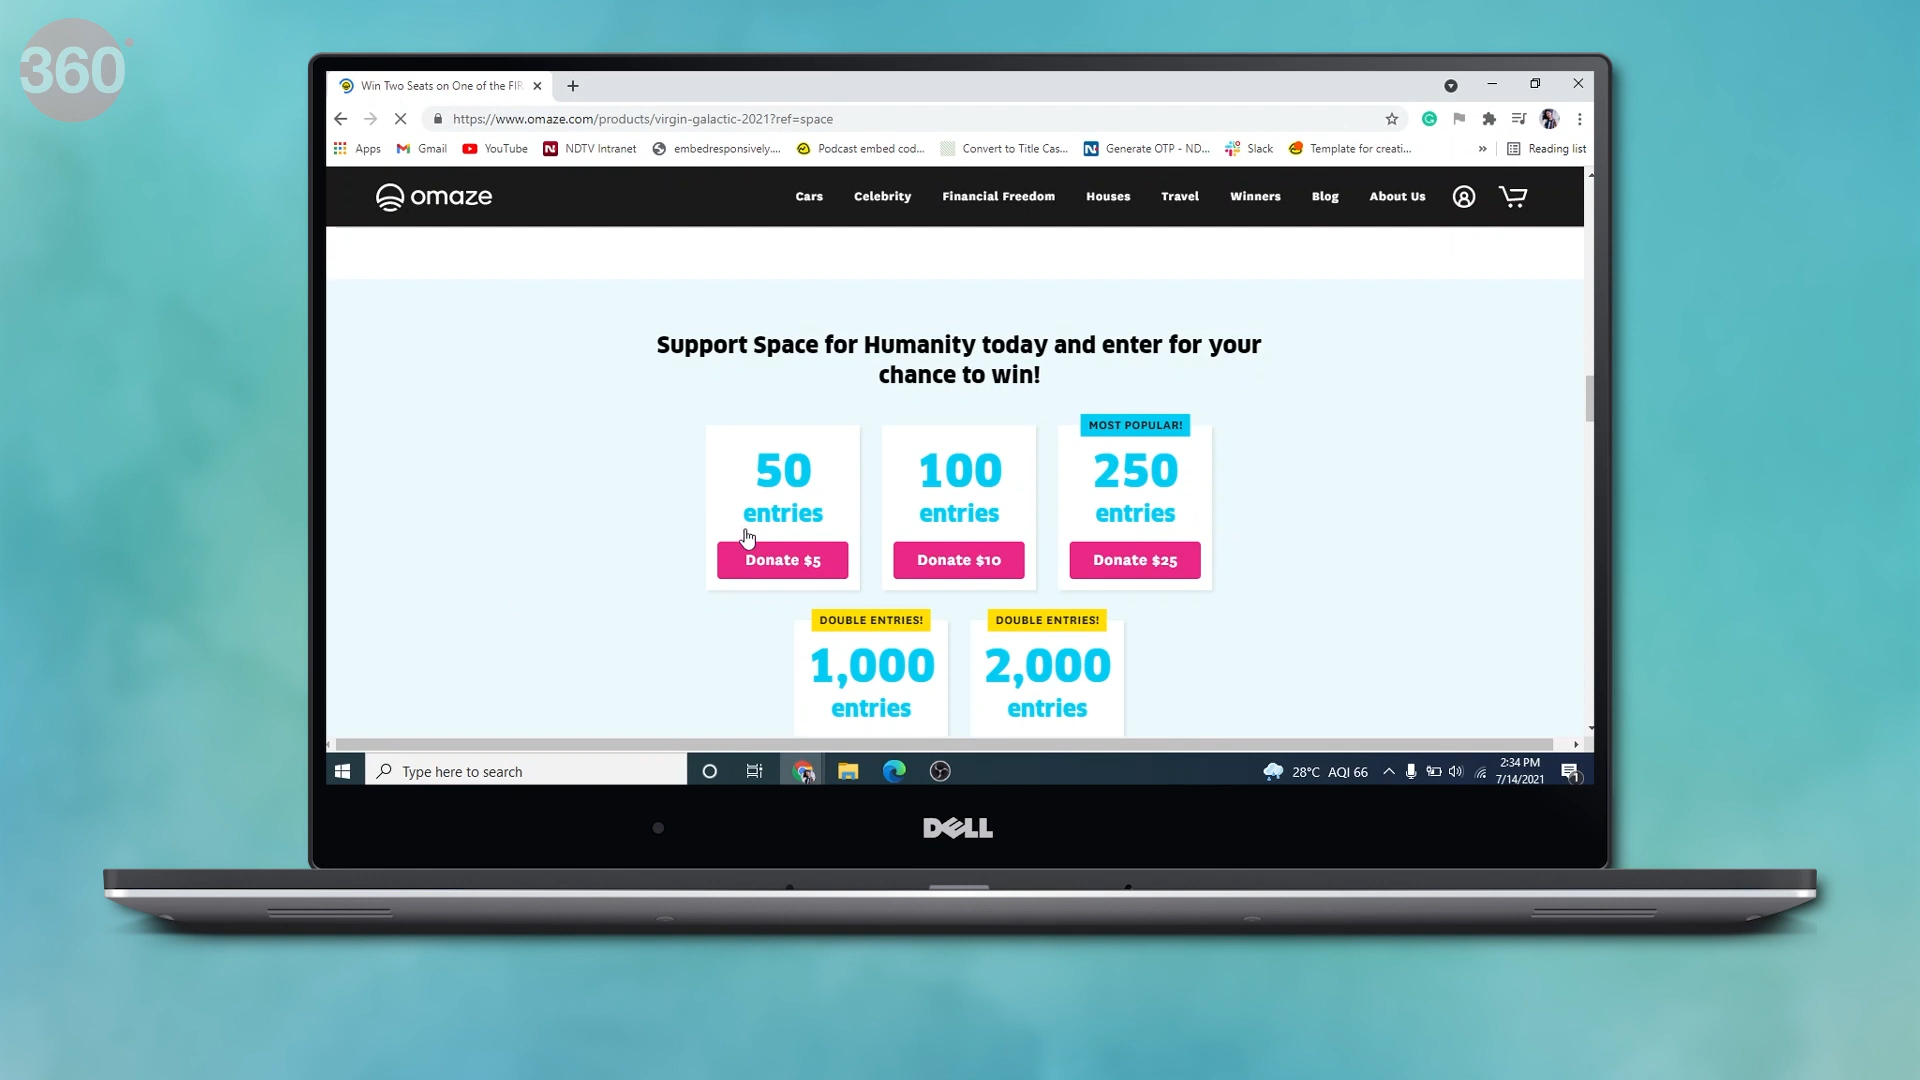 360°
Win Two Seats on One of the FIR
https://www.omaze.com/products/virgin-galactic-2021?ref=space
Apps Gmail YouTube NDTV Intranet embedresponsively.... Podcast embed cod... Convert to Title Cas... Generate OTP - ND... Slack Template for creati... » Reading list
omaze Cars Celebrity Financial Freedom Houses Travel Winners Blog About Us
Support Space for Humanity today and enter for your
chance to win!
MOST POPULAR!
50 100 250
entries entries entries
Donate $5 Donate $10 Donate $25
DOUBLE ENTRIES! DOUBLE ENTRIES!
1,000 2,000
entries entries
Type here to search 28°C AQI 66 2:34 PM
7/14/2021 1
DELL